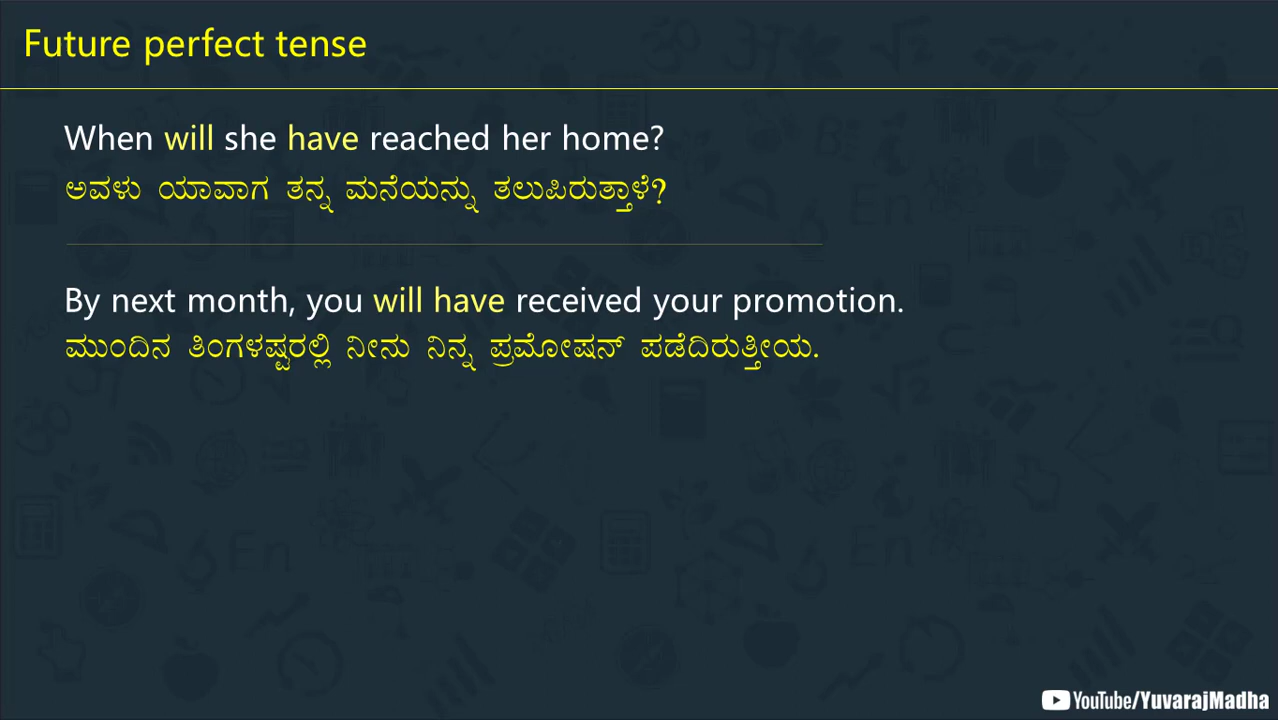 Future perfect tense
When will she have reached her home?
ಅವಳು ಯಾವಾಗ ತನ್ನ ಮನೆಯನ್ನು ತಲುಪಿರುತ್ತಾಳೆ?
By next month, you will have received your promotion.
ಮುಂದಿನ ತಿಂಗಳಷ್ಟರಲ್ಲಿ ನೀನು ನಿನ್ನ ಪ್ರಮೋಷನ್ ಪಡೆದಿರುತ್ತೀಯ.
YouTube/YuvarajMadha